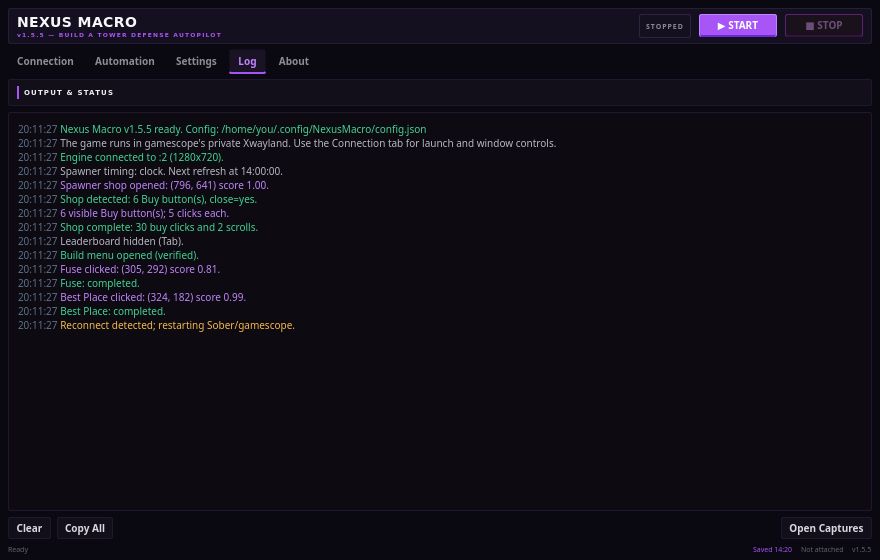 NEXUS MACRO
v1.5.5 — BUILD A TOWER DEFENSE AUTOPILOT
STOPPED
▶ START
■ STOP
Connection
Automation
Settings
Log
About
OUTPUT & STATUS
20:11:27 Nexus Macro v1.5.5 ready. Config: /home/you/.config/NexusMacro/config.json
20:11:27 The game runs in gamescope's private Xwayland. Use the Connection tab for launch and window controls.
20:11:27 Engine connected to :2 (1280x720).
20:11:27 Spawner timing: clock. Next refresh at 14:00:00.
20:11:27 Spawner shop opened: (796, 641) score 1.00.
20:11:27 Shop detected: 6 Buy button(s), close=yes.
20:11:27 6 visible Buy button(s); 5 clicks each.
20:11:27 Shop complete: 30 buy clicks and 2 scrolls.
20:11:27 Leaderboard hidden (Tab).
20:11:27 Build menu opened (verified).
20:11:27 Fuse clicked: (305, 292) score 0.81.
20:11:27 Fuse: completed.
20:11:27 Best Place clicked: (324, 182) score 0.99.
20:11:27 Best Place: completed.
20:11:27 Reconnect detected; restarting Sober/gamescope.
Clear
Copy All
Open Captures
Ready
Saved 14:20
Not attached
v1.5.5